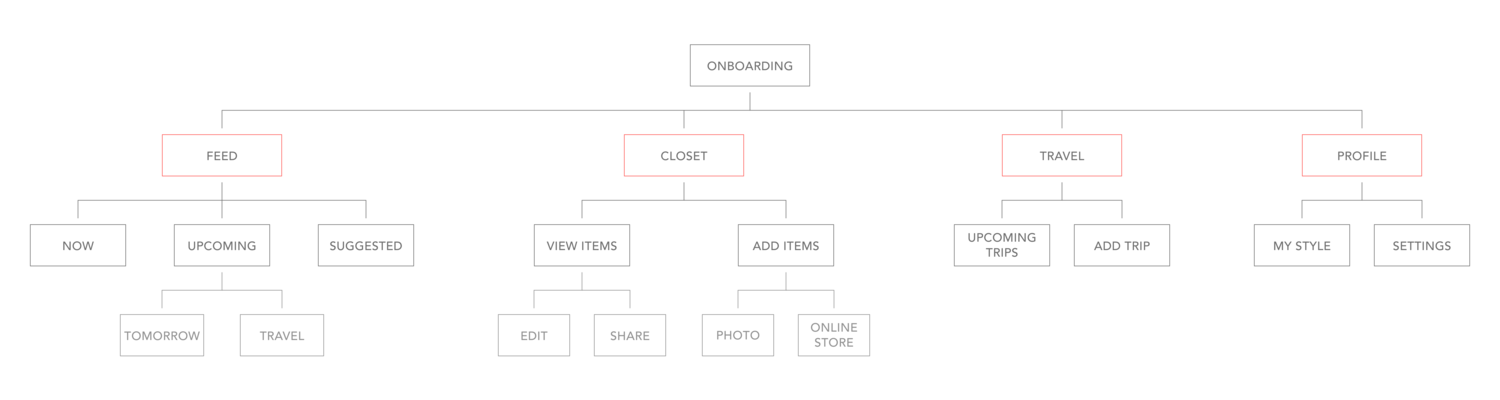 ONBOARDING
FEED
CLOSET
TRAVEL
PROFILE
NOW
UPCOMING
SUGGESTED
VIEW ITEMS
ADD ITEMS
UPCOMING
TRIPS
ADD TRIP
MY STYLE
SETTINGS
TOMORROW
TRAVEL
EDIT
SHARE
PHOTO
ONLINE
STORE